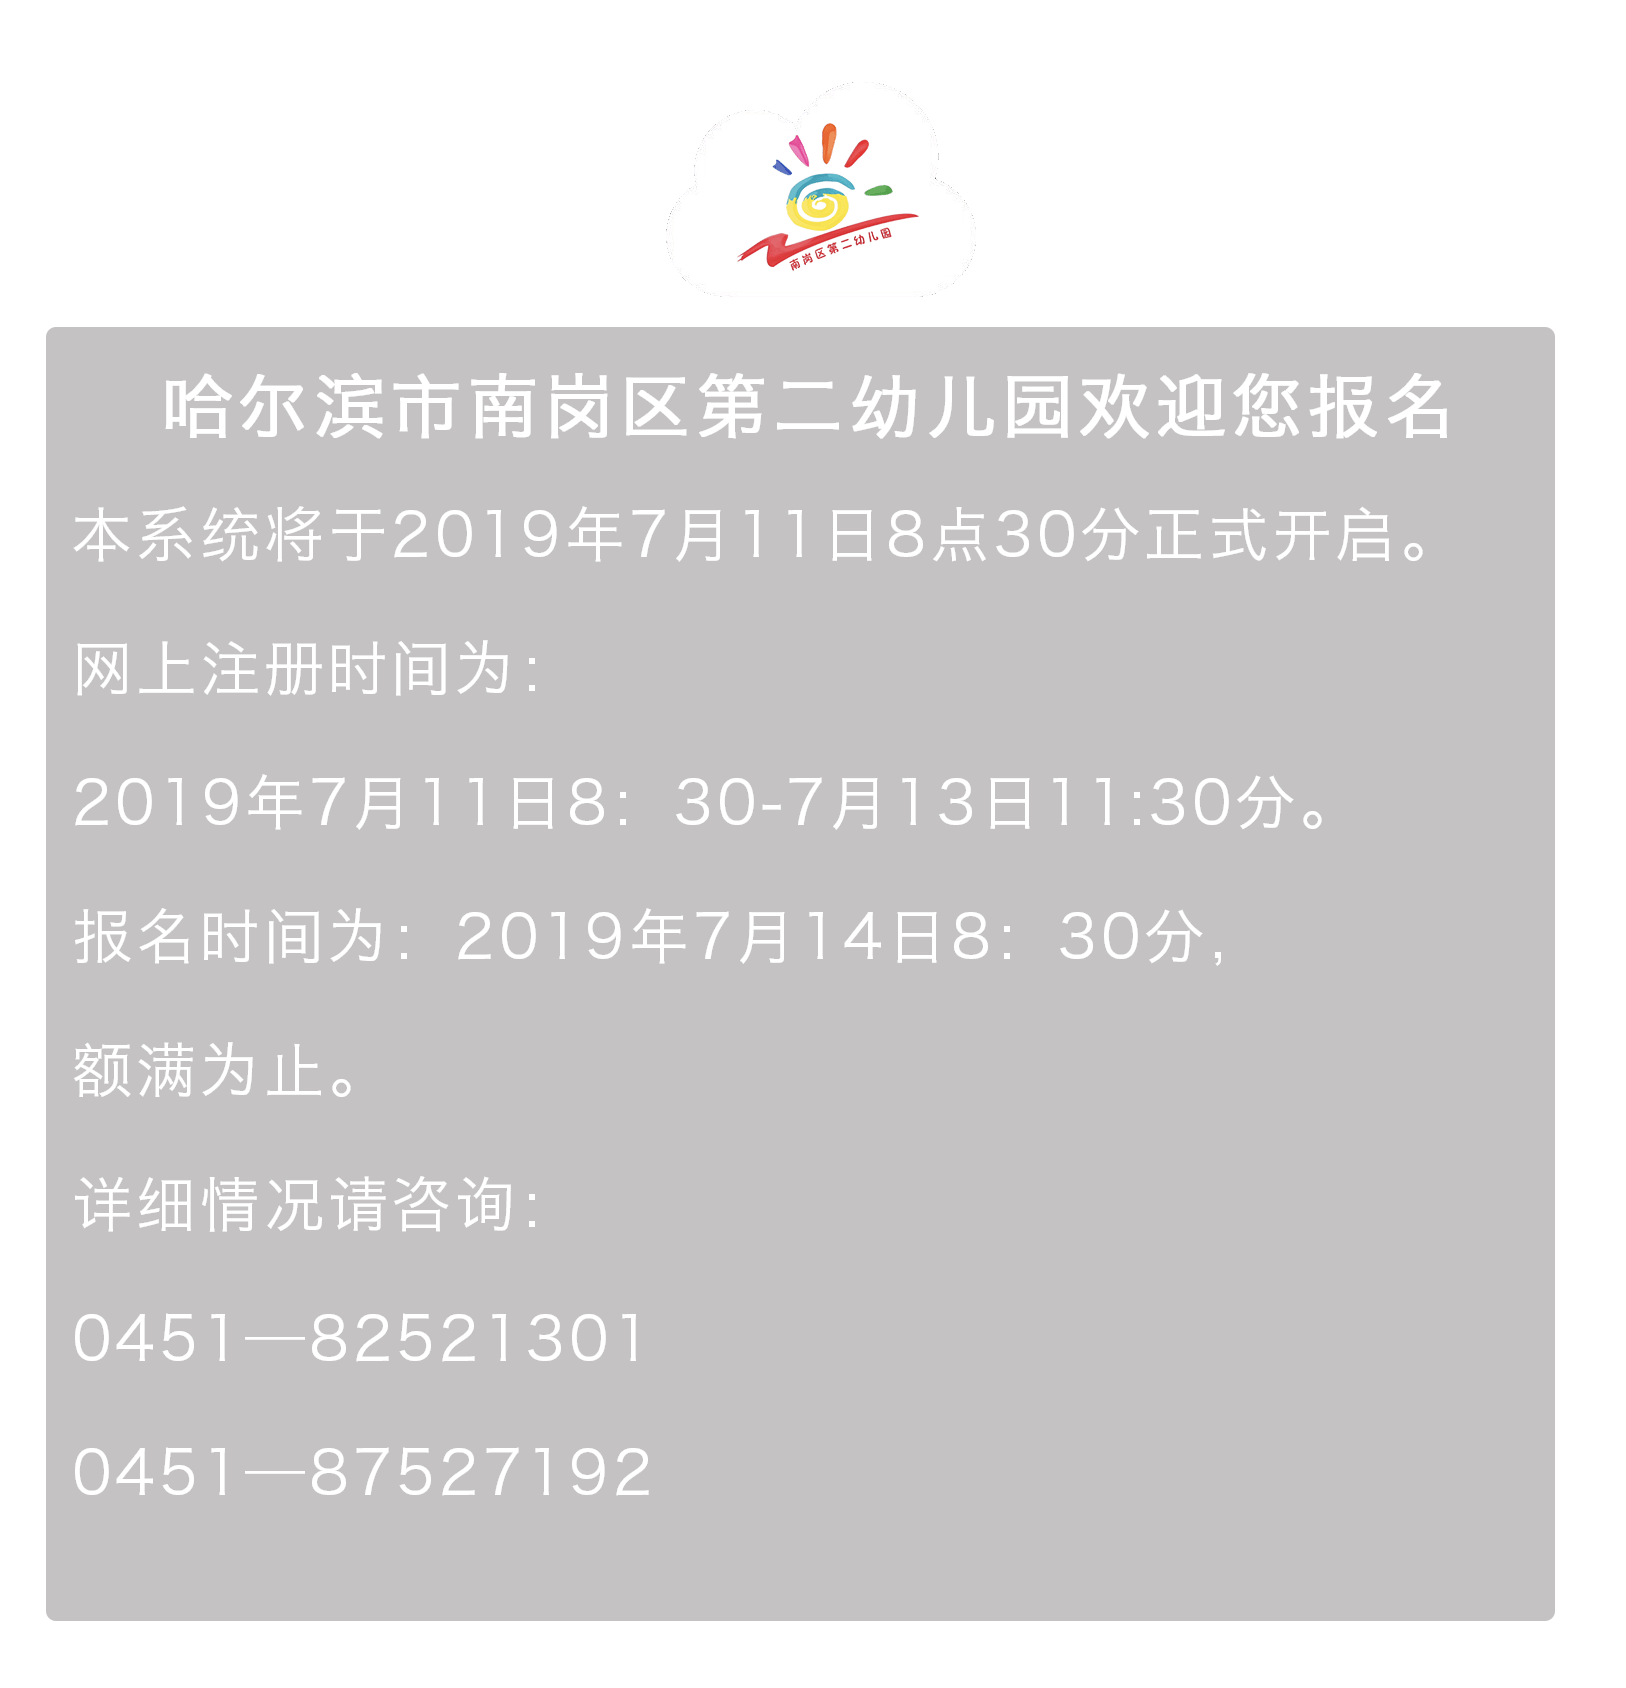 南岗区第二幼儿园
哈尔滨市南岗区第二幼儿园欢迎您报名
本系统将于2019年7月11日8点30分正式开启。
网上注册时间为：
2019年7月11日8：30-7月13日11:30分。
报名时间为：2019年7月14日8：30分，
额满为止。
详细情况请咨询：
0451—82521301
0451—87527192